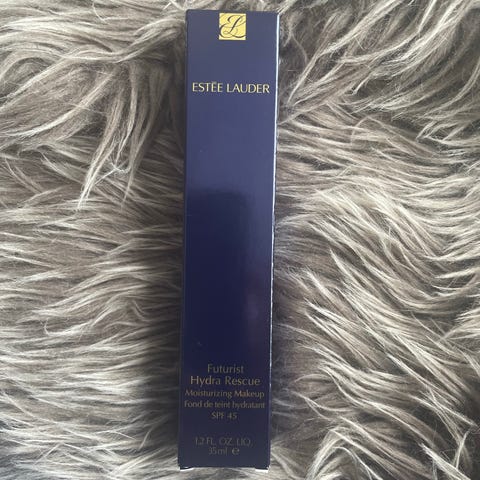 ESTĒE LAUDER
Futurist
Hydra Rescue
Moisturizing Makeup
Fond de teint hydratant
SPF 45
1.2 FL. OZ. LIQ.
35 ml ℮